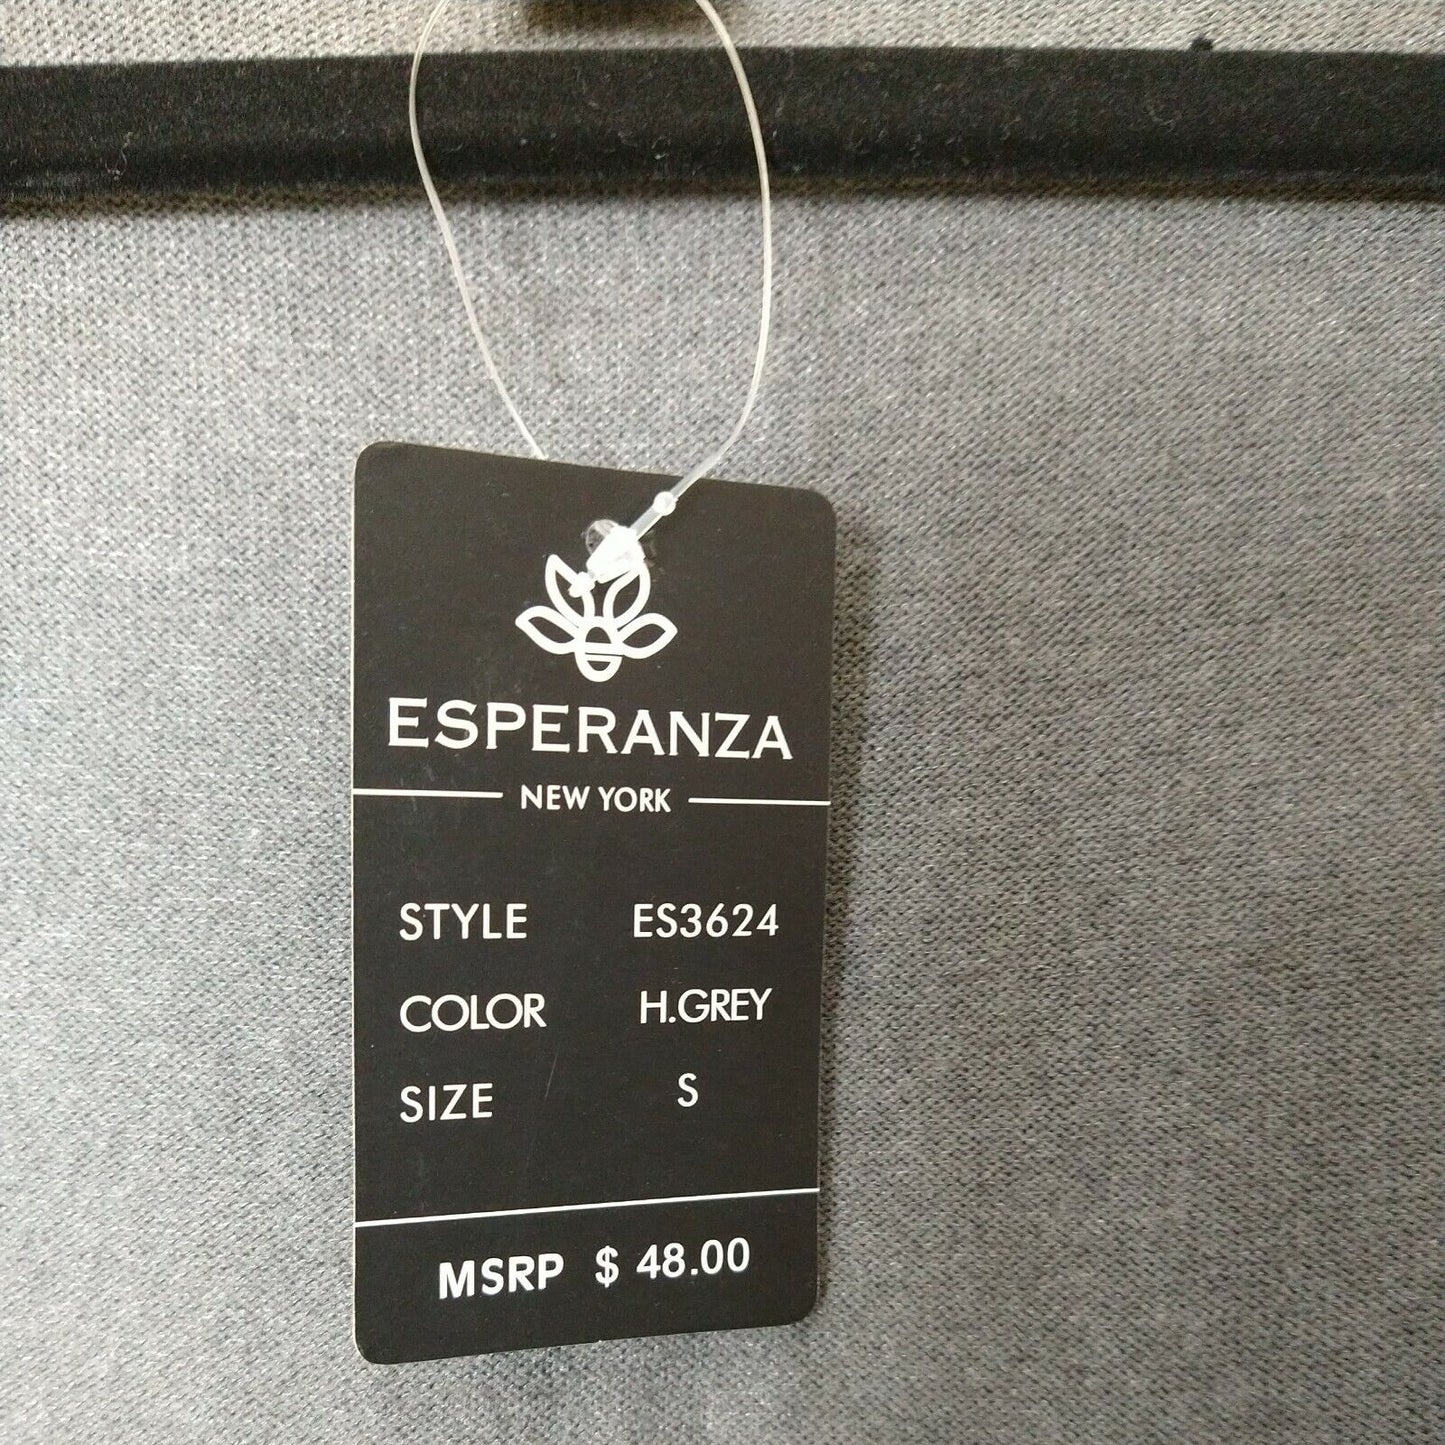 ESPERANZA
NEW YORK
STYLE ES3624
COLOR H.GREY
SIZE S
MSRP $ 48.00